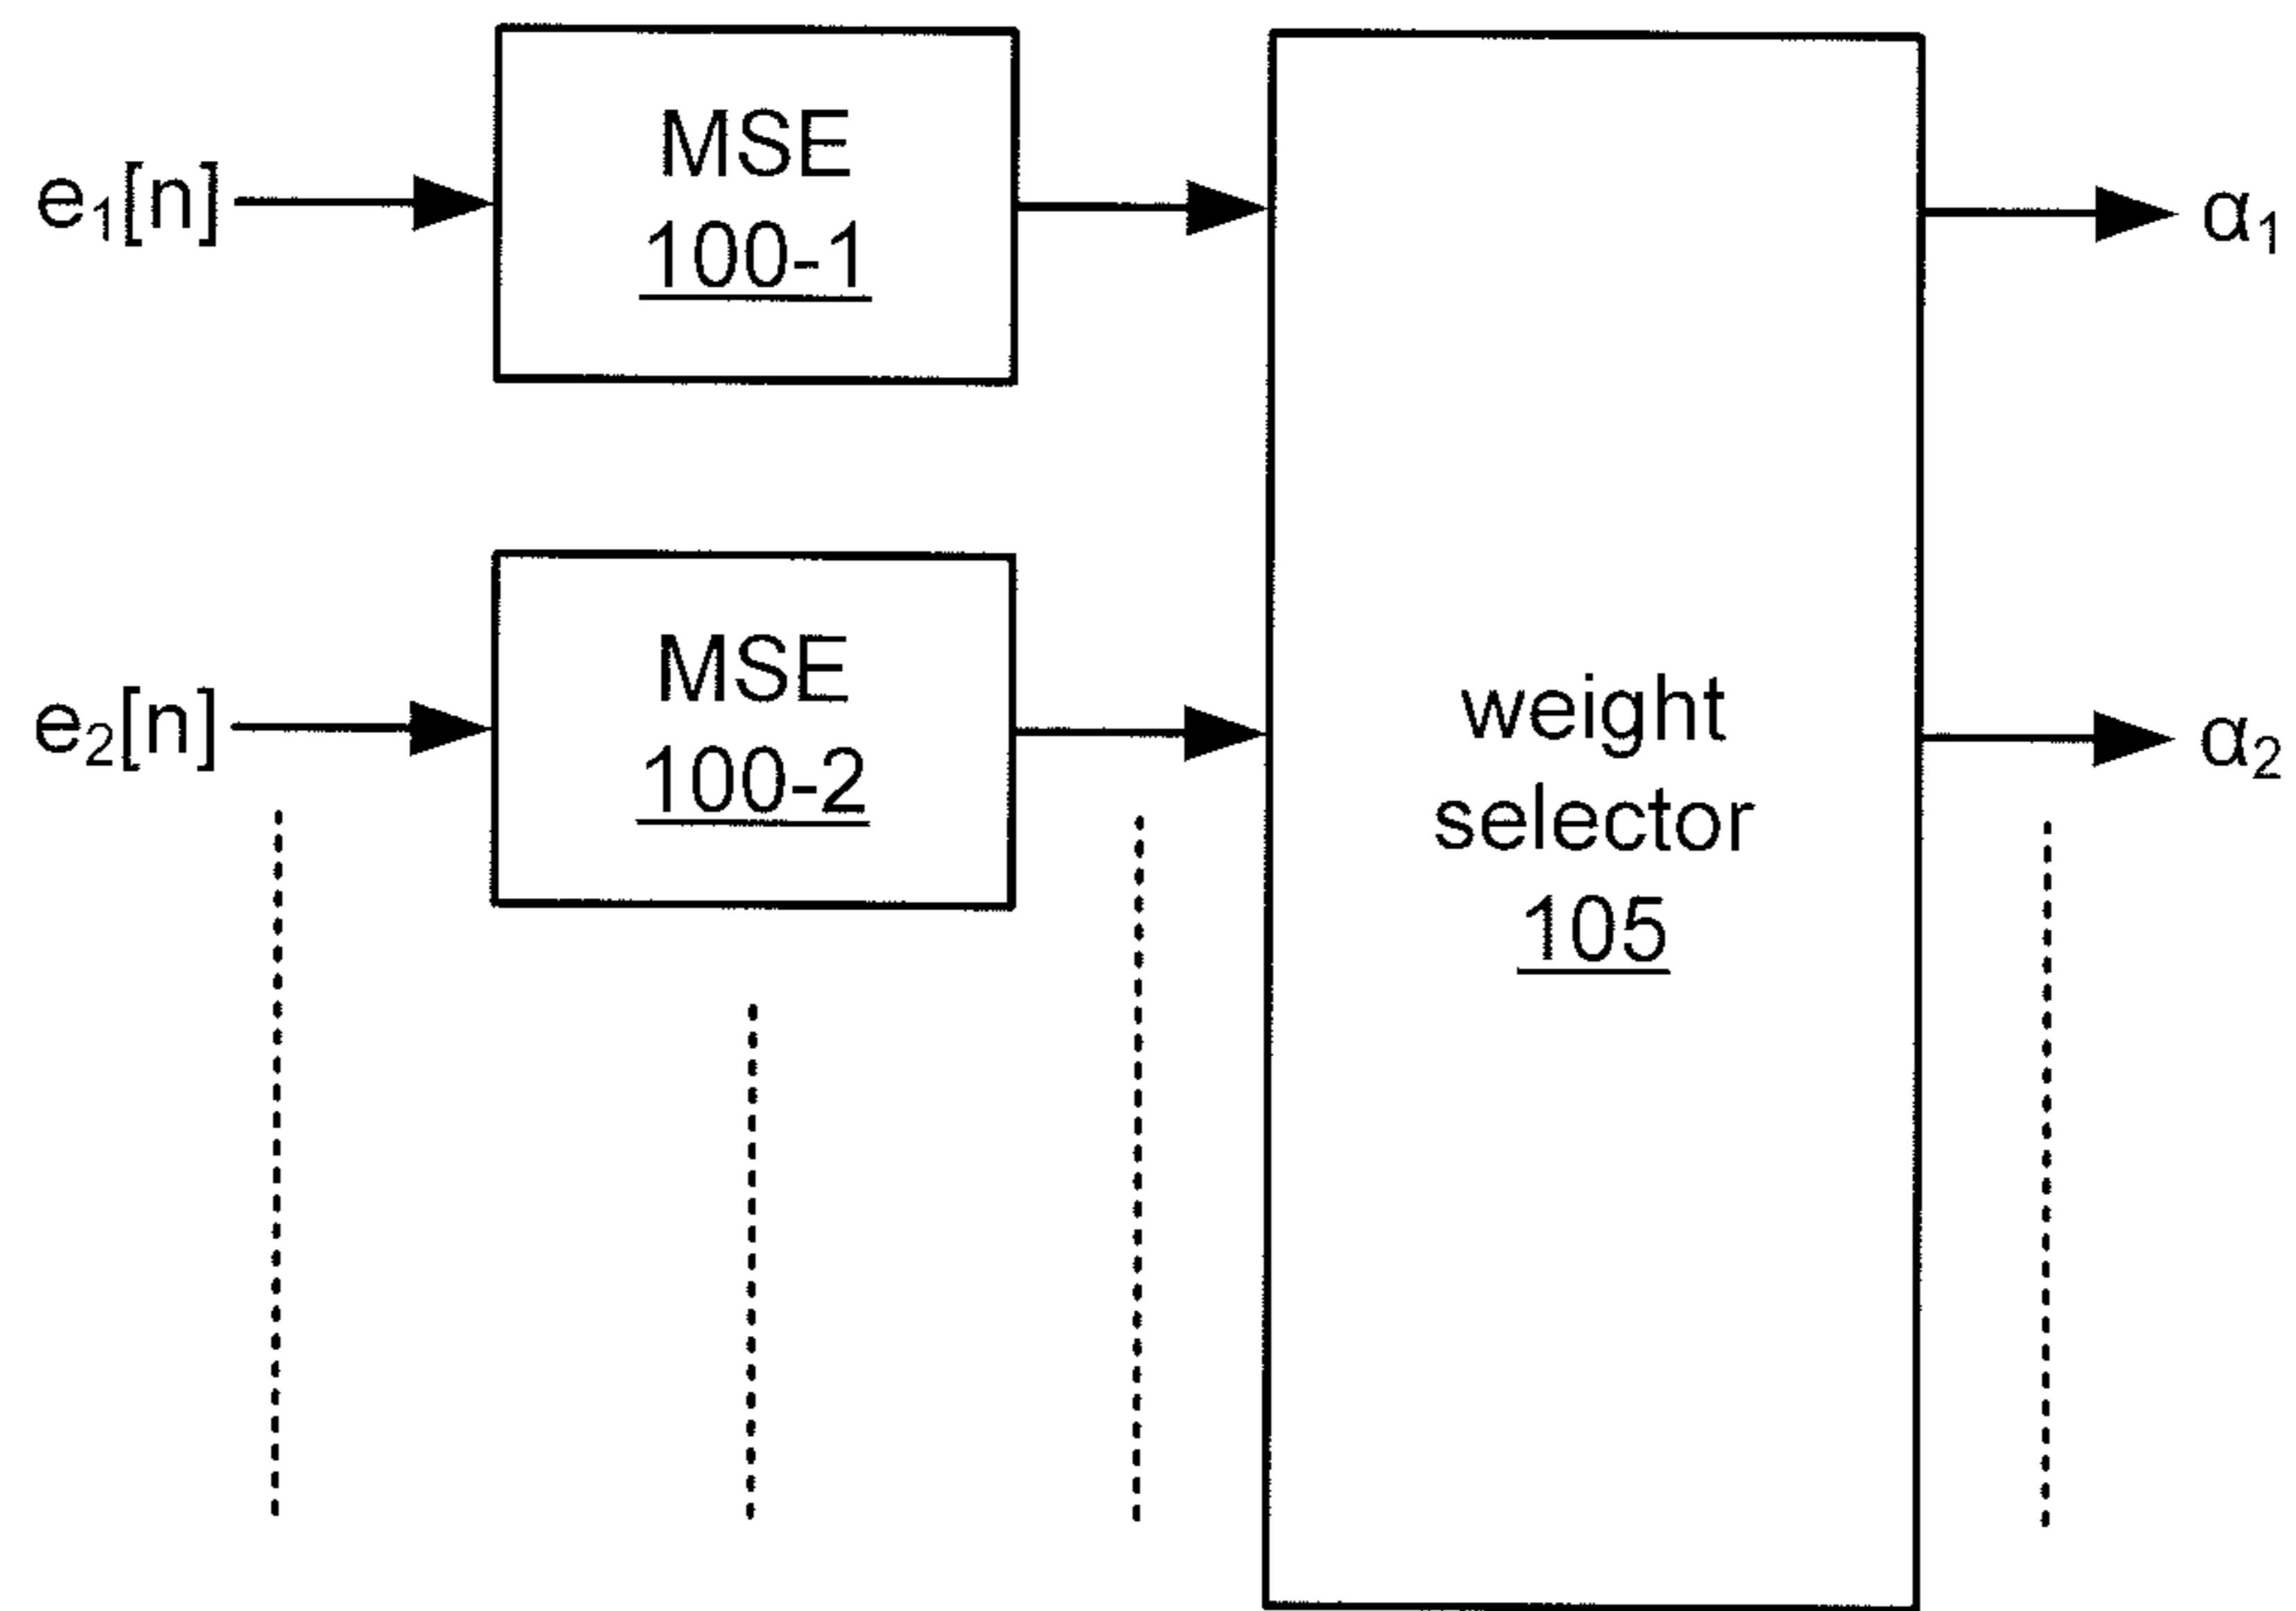 e₁[n]
MSE
100-1
α₁
e₂[n]
MSE
100-2
weight
selector
105
α₂